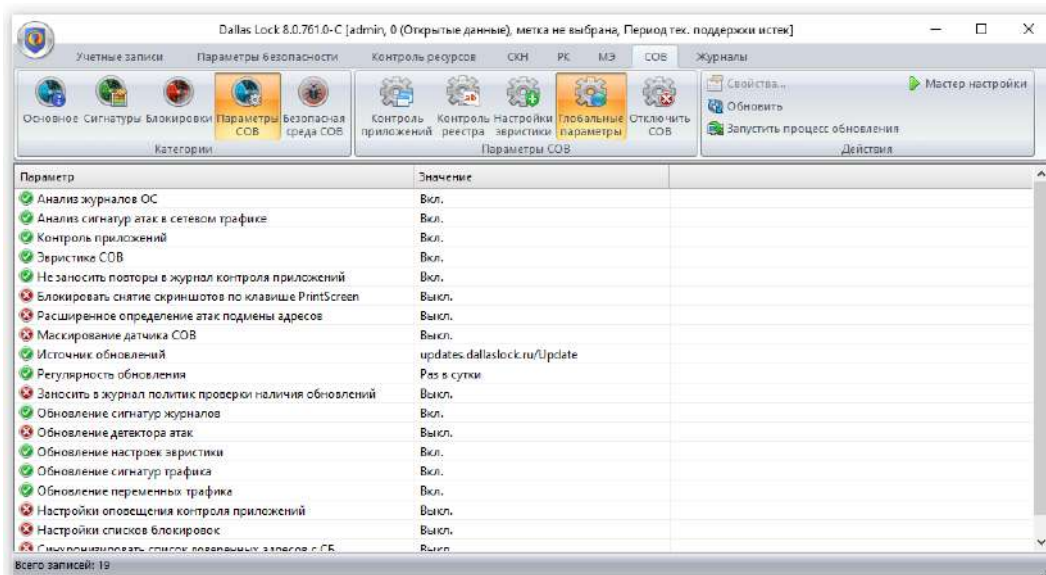 Dallas Lock 8.0.761.0-C [admin, 0 (Открытые данные), метка не выбрана, Период тех. поддержки истек]
Учетные записи Параметры безопасности Контроль ресурсов СКН РК МЭ СОВ Журналы
Основное Сигнатуры Блокировки Параметры СОВ Безопасная среда СОВ
Категории
Контроль приложений Контроль реестра Настройки эвристики Глобальные параметры Отключить СОВ
Параметры СОВ
Свойства...
Обновить
Запустить процесс обновления
Мастер настройки
Действия
Параметр Значение
Анализ журналов ОС Вкл.
Анализ сигнатур атак в сетевом трафике Вкл.
Контроль приложений Вкл.
Эвристика СОВ Вкл.
Не заносить повторы в журнал контроля приложений Вкл.
Блокировать снятие скриншотов по клавише PrintScreen Выкл.
Расширенное определение атак подмены адресов Выкл.
Маскирование датчика СОВ Выкл.
Источник обновлений updates.dallaslock.ru/Update
Регулярность обновления Раз в сутки
Заносить в журнал политик проверки наличия обновлений Выкл.
Обновление сигнатур журналов Вкл.
Обновление детектора атак Выкл.
Обновление настроек эвристики Вкл.
Обновление сигнатур трафика Вкл.
Обновление переменных трафика Вкл.
Настройки оповещения контроля приложений Выкл.
Настройки списков блокировок Выкл.
Синхронизировать список доверенных адресов с СБ Выкл.
Всего записей: 19